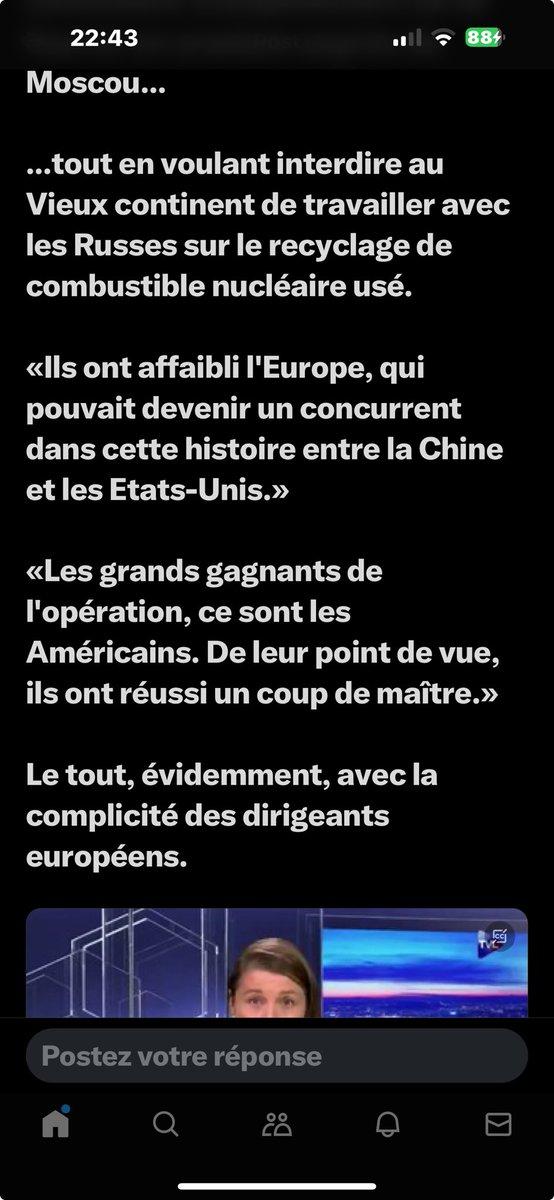 22:43
88
Moscou...
...tout en voulant interdire au
Vieux continent de travailler avec
les Russes sur le recyclage de
combustible nucléaire usé.
«Ils ont affaibli l'Europe, qui
pouvait devenir un concurrent
dans cette histoire entre la Chine
et les Etats-Unis.»
«Les grands gagnants de
l'opération, ce sont les
Américains. De leur point de vue,
ils ont réussi un coup de maître.»
Le tout, évidemment, avec la
complicité des dirigeants
européens.
Postez votre réponse